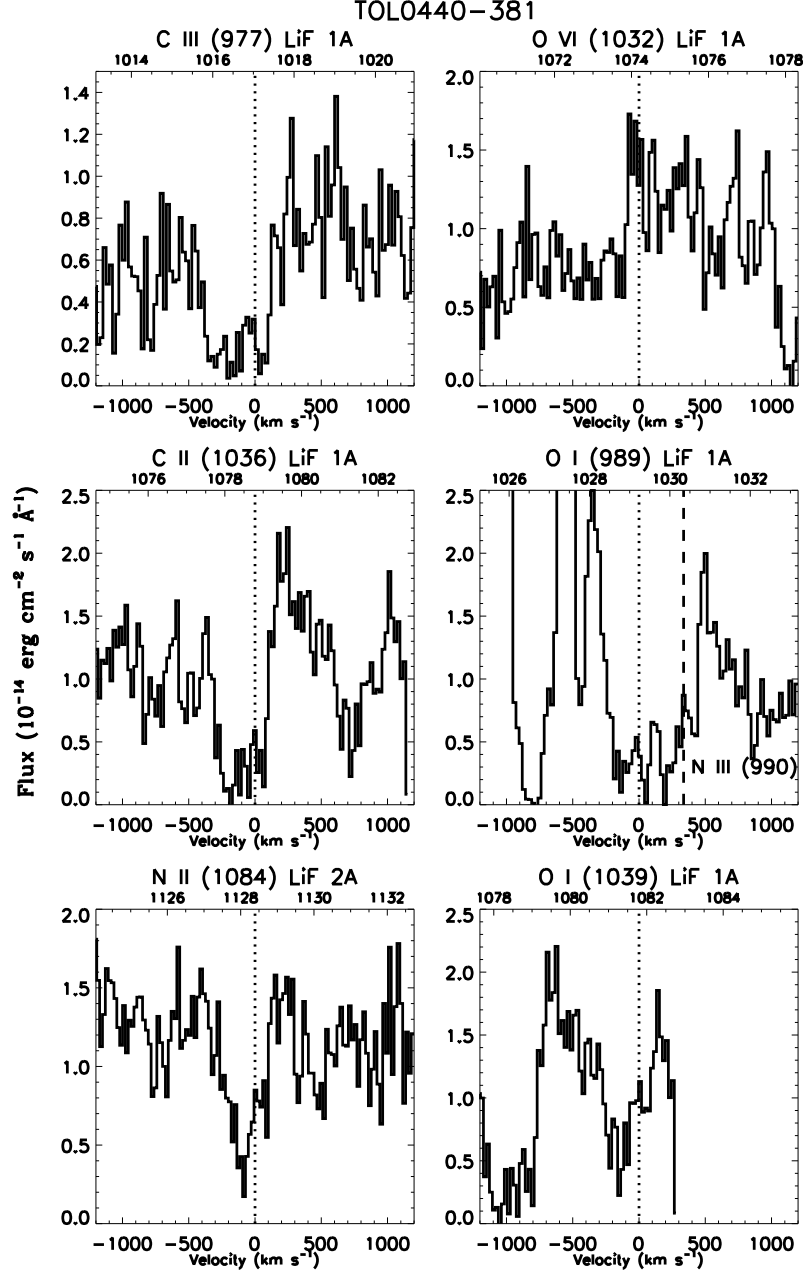 TOL0440−381
C III (977) LiF 1A
O VI (1032) LiF 1A
1014 1016 1018 1020
1072 1074 1076 1078
1.4
1.2
1.0
0.8
0.6
0.4
0.2
0.0
2.0
1.5
1.0
0.5
0.0
−1000 −500 0 500 1000
Velocity (km s⁻¹)
−1000 −500 0 500 1000
Velocity (km s⁻¹)
C II (1036) LiF 1A
O I (989) LiF 1A
1076 1078 1080 1082
1026 1028 1030 1032
Flux (10⁻¹⁴ erg cm⁻² s⁻¹ Å⁻¹)
2.5
2.0
1.5
1.0
0.5
0.0
2.5
2.0
1.5
1.0
0.5
0.0
N III (990)
−1000 −500 0 500 1000
Velocity (km s⁻¹)
−1000 −500 0 500 1000
Velocity (km s⁻¹)
N II (1084) LiF 2A
O I (1039) LiF 1A
1126 1128 1130 1132
1078 1080 1082 1084
2.0
1.5
1.0
0.5
0.0
2.5
2.0
1.5
1.0
0.5
0.0
−1000 −500 0 500 1000
Velocity (km s⁻¹)
−1000 −500 0 500 1000
Velocity (km s⁻¹)